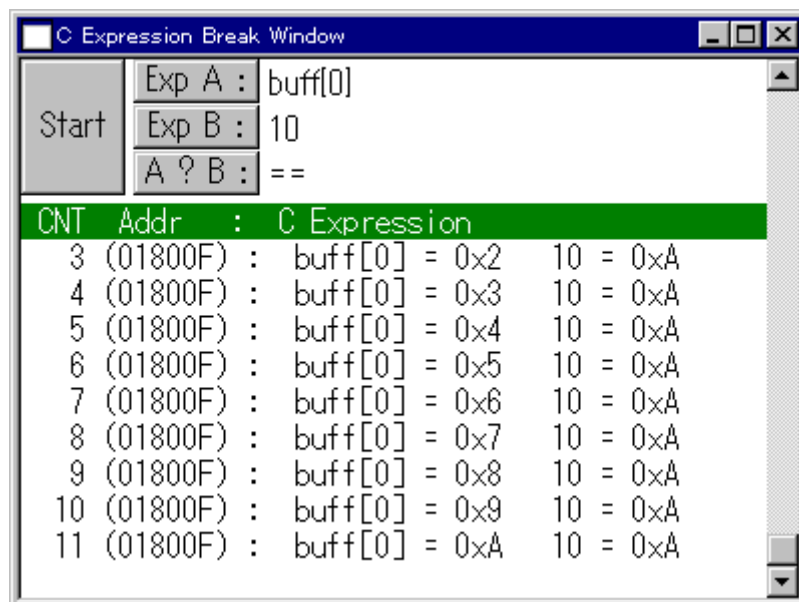 C Expression Break Window
Start
Exp A : buff[0]
Exp B : 10
A ? B : ==
CNT Addr : C Expression
3 (01800F) : buff[0] = 0x2 10 = 0xA
4 (01800F) : buff[0] = 0x3 10 = 0xA
5 (01800F) : buff[0] = 0x4 10 = 0xA
6 (01800F) : buff[0] = 0x5 10 = 0xA
7 (01800F) : buff[0] = 0x6 10 = 0xA
8 (01800F) : buff[0] = 0x7 10 = 0xA
9 (01800F) : buff[0] = 0x8 10 = 0xA
10 (01800F) : buff[0] = 0x9 10 = 0xA
11 (01800F) : buff[0] = 0xA 10 = 0xA